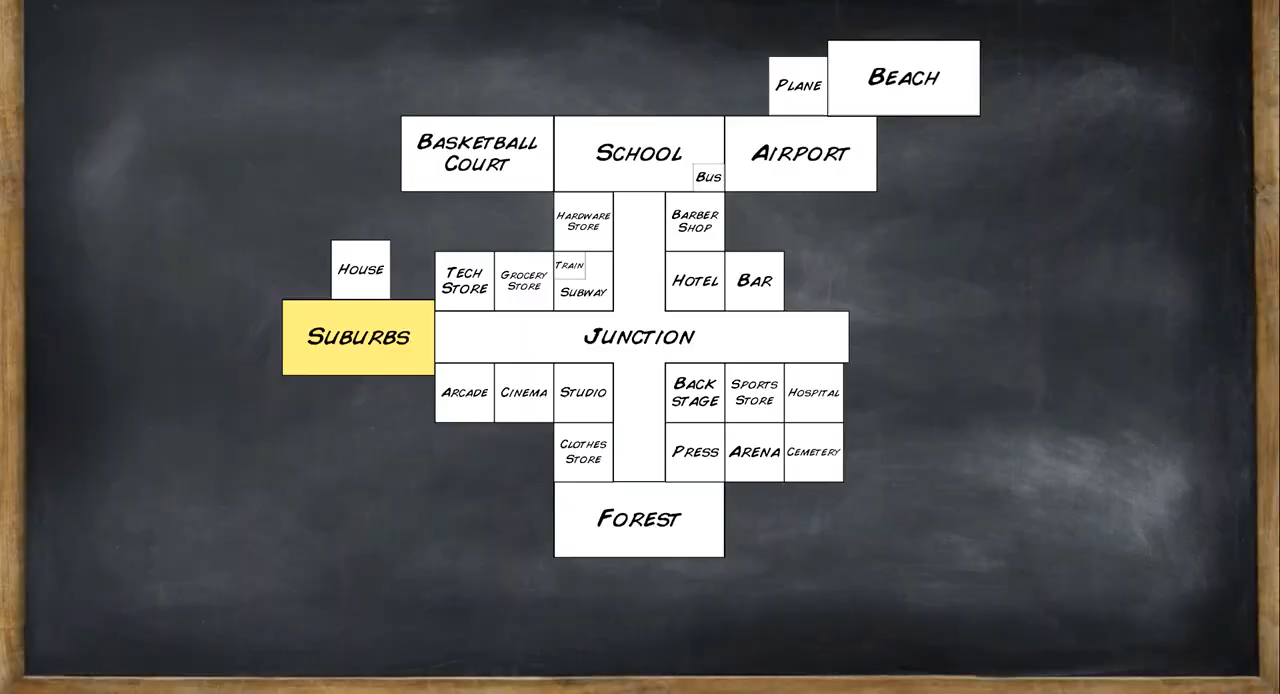 PLANE
BEACH
BASKETBALL
COURT
SCHOOL
AIRPORT
BUS
HARDWARE
STORE
BARBER
SHOP
HOUSE
TECH
STORE
GROCERY
STORE
TRAIN
SUBWAY
HOTEL
BAR
SUBURBS
JUNCTION
ARCADE
CINEMA
STUDIO
BACK
STAGE
SPORTS
STORE
HOSPITAL
CLOTHES
STORE
PRESS
ARENA
CEMETERY
FOREST